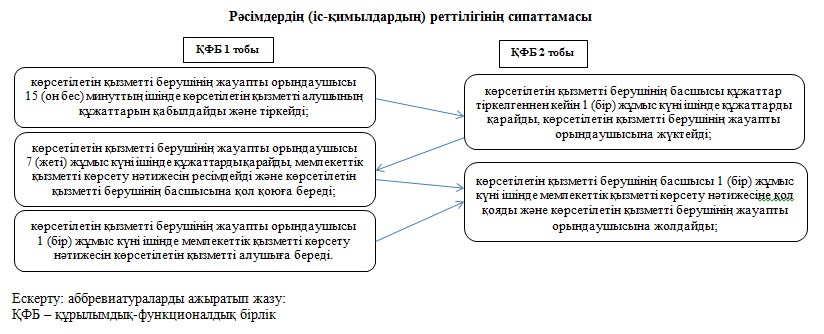 Рәсімдердің (іс-қимылдардың) реттілігінің сипаттамасы
ҚФБ 1 тобы
ҚФБ 2 тобы
көрсетілетін қызметті берушінің жауапты орындаушысы
15 (он бес) минуттың ішінде көрсетілетін қызметті алушының
құжаттарын қабылдайды және тіркейді;
көрсетілетін қызметті берушінің басшысы құжаттар
тіркелгеннен кейін 1 (бір) жұмыс күні ішінде құжаттарды
қарайды, көрсетілетін қызметті берушінің жауапты
орындаушысына жүктейді;
көрсетілетін қызметті берушінің жауапты орындаушысы
7 (жеті) жұмыс күні ішінде құжаттарды қарайды, мемлекеттік
қызметті көрсету нәтижесін ресімдейді және көрсетілетін
қызметті берушінің басшысына қол қоюға береді;
көрсетілетін қызметті берушінің басшысы 1 (бір) жұмыс
күні ішінде мемлекеттік қызметті көрсету нәтижесіне қол
қояды және көрсетілетін қызметті берушінің жауапты
орындаушысына жолдайды;
көрсетілетін қызметті берушінің жауапты орындаушысы
1 (бір) жұмыс күні ішінде мемлекеттік қызметті көрсету
нәтижесін көрсетілетін қызметті алушыға береді.
Ескерту: аббревиатураларды ажыратып жазу:
ҚФБ – құрылымдық-функционалдық бірлік